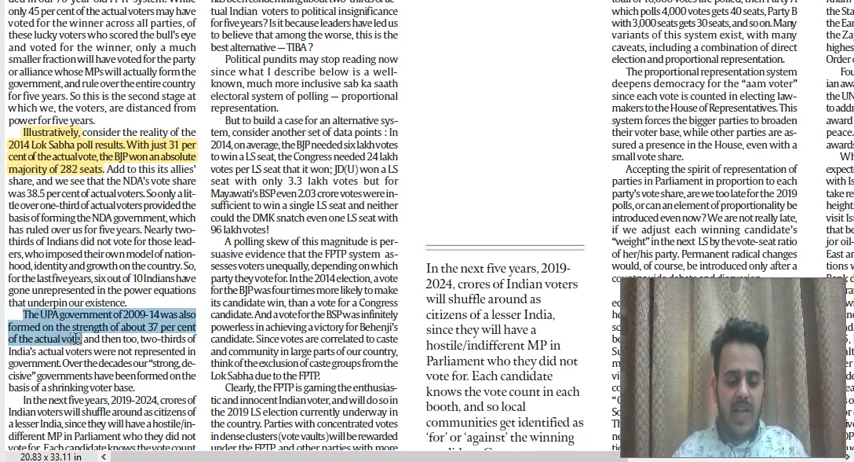 only 45 per cent of the actual voters may have
voted for the winner across all parties, of
these lucky voters who scored the bull's eye
and voted for the winner, only a much
smaller fraction will have voted for the party
or alliance whose MPs will actually form the
government, and rule over the entire country
for five years. So this is the second stage at
which we, the voters, are distanced from
power for five years.
Illustratively, consider the reality of the
2014 Lok Sabha poll results. With just 31 per
cent of the actual vote, the BJP won an absolute
majority of 282 seats. Add to this its allies'
share, and we see that the NDA's vote share
was 38.5 per cent of actual voters. So only a lit-
tle over one-third of actual voters provided the
basis of forming the NDA government, which
has ruled over us for five years. Nearly two-
thirds of Indians did not vote for those lead-
ers, who imposed their own model of nation-
hood, identity and growth on the country. So,
for the last five years, six out of 10 Indians have
gone unrepresented in the power equations
that underpin our existence.
The UPA government of 2009-14 was also
formed on the strength of about 37 per cent
of the actual and then too, two-thirds of
India's actual voters were not represented in
government. Over the decades our "strong, de-
cisive" governments have been formed on the
basis of a shrinking voter base.
In the next five years, 2019-2024, crores of
Indian voters will shuffle around as citizens of
a lesser India, since they will have a hostile/in-
different MP in Parliament who they did not
vote for. Each candidate knows the vote count
tual Indian voters to political insignificance
for five years? Is it because leaders have led us
to believe that among the worse, this is the
best alternative — TIBA ?
Political pundits may stop reading now
since what I describe below is a well-
known, much more inclusive sab ka saath
electoral system of polling — proportional
representation.
But to build a case for an alternative sys-
tem, consider another set of data points : In
2014, on average, the BJP needed six lakh votes
to win a LS seat, the Congress needed 24 lakh
votes per LS seat that it won; JD(U) won a LS
seat with only 3.3 lakh votes but for
Mayawati's BSP even 2.03 crore votes were in-
sufficient to win a single LS seat and neither
could the DMK snatch even one LS seat with
96 lakh votes!
A polling skew of this magnitude is per-
suasive evidence that the FPTP system as-
sesses voters unequally, depending on which
party they vote for. In the 2014 election, a vote
for the BJP was four times more likely to make
its candidate win, than a vote for a Congress
candidate. And a vote for the BSP was infinitely
powerless in achieving a victory for Behenji's
candidate. Since votes are correlated to caste
and community in large parts of our country,
think of the exclusion of caste groups from the
Lok Sabha due to the FPTP.
Clearly, the FPTP is gaming the enthusias-
tic and innocent Indian voter, and will do so in
the 2019 LS election currently underway in
the country. Parties with concentrated votes
in dense clusters (vote vaults) will be rewarded
under the FPTP and other parties with more
In the next five years, 2019-
2024, crores of Indian voters
will shuffle around as
citizens of a lesser India,
since they will have a
hostile/indifferent MP in
Parliament who they did not
vote for. Each candidate
knows the vote count in each
booth, and so local
communities get identified as
'for' or 'against' the winning
which polls 4,000 votes gets 40 seats, Party B
with 3,000 seats gets 30 seats, and so on. Many
variants of this system exist, with many
caveats, including a combination of direct
election and proportional representation.
The proportional representation system
deepens democracy for the "aam voter"
since each vote is counted in electing law-
makers to the House of Representatives. This
system forces the bigger parties to broaden
their voter base, while other parties are as-
sured a presence in the House, even with a
small vote share.
Accepting the spirit of representation of
parties in Parliament in proportion to each
party's vote share, are we too late for the 2019
polls, or can an element of proportionality be
introduced even now? We are not really late,
if we adjust each winning candidate's
"weight" in the next LS by the vote-seat ratio
of her/his party. Permanent radical changes
would, of course, be introduced only after a
20.83 x 33.11 in